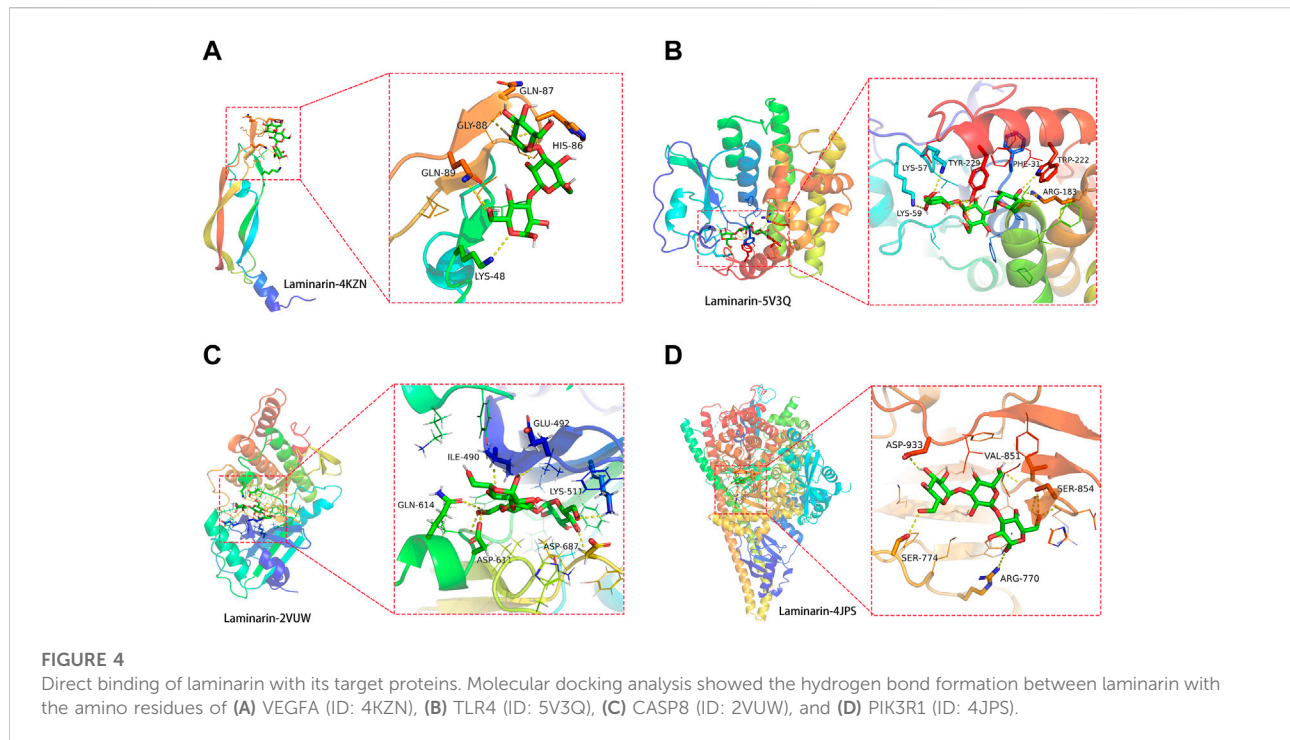 A
GLN-87
GLY-88
HIS-86
GLN-89
LYS-48
Laminarin-4KZN
B
LYS-57
TYR-229
PHE-31
TRP-222
ARG-183
LYS-59
Laminarin-5V3Q
C
GLU-492
ILE-490
LYS-511
GLN-614
ASP-611
ASP-687
Laminarin-2VUW
D
ASP-933
VAL-851
SER-854
SER-774
ARG-770
Laminarin-4JPS
FIGURE 4
Direct binding of laminarin with its target proteins. Molecular docking analysis showed the hydrogen bond formation between laminarin with
the amino residues of (A) VEGFA (ID: 4KZN), (B) TLR4 (ID: 5V3Q), (C) CASP8 (ID: 2VUW), and (D) PIK3R1 (ID: 4JPS).